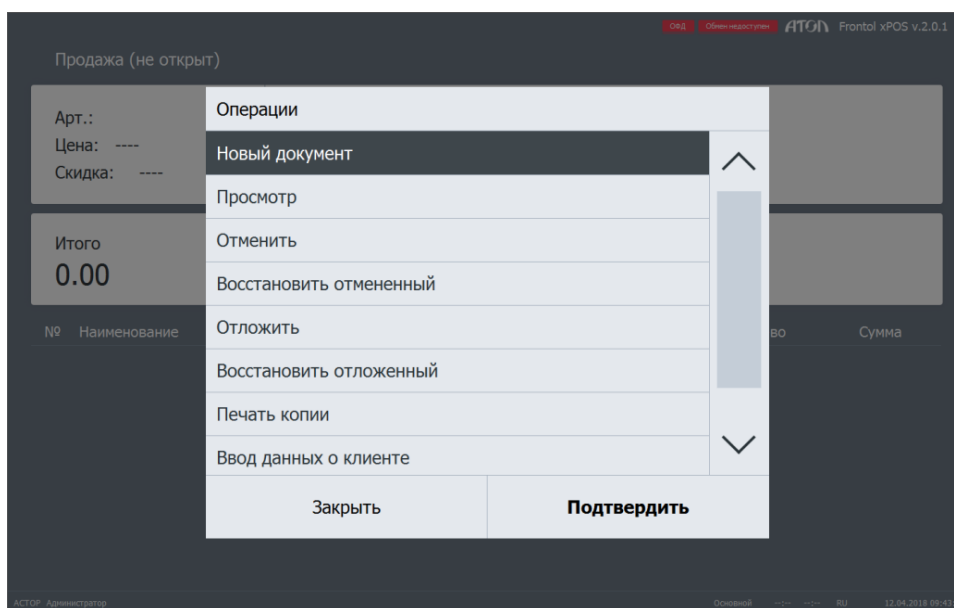 ОФД Обмен недоступен АТОЛ Frontol xPOS v.2.0.1
Продажа (не открыт)
Арт.:
Цена: ----
Скидка: ----
Итого
0.00
№ Наименование во Сумма
Операции
Новый документ
Просмотр
Отменить
Восстановить отмененный
Отложить
Восстановить отложенный
Печать копии
Ввод данных о клиенте
Закрыть Подтвердить
АСТОР Администратор Основной --:-- --:-- RU 12.04.2018 09:43